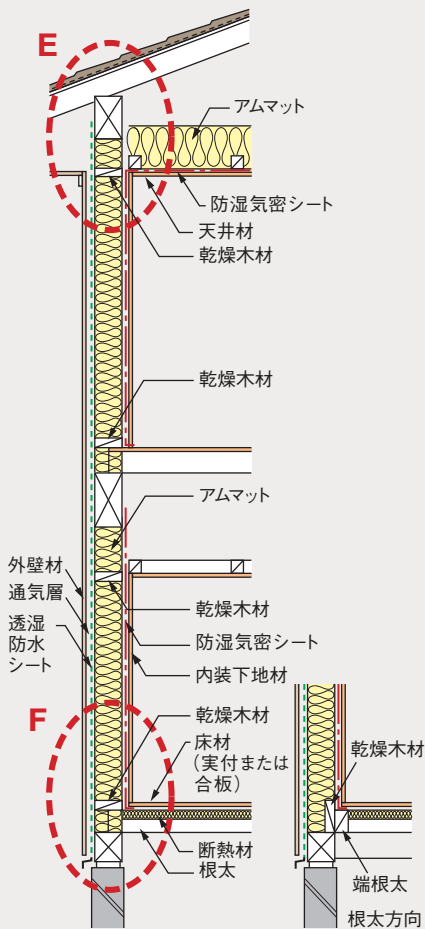 E
アムマット
防湿気密シート
天井材
乾燥木材
乾燥木材
アムマット
外壁材
通気層
透湿
防水
シート
乾燥木材
防湿気密シート
内装下地材
F
乾燥木材
床材
(実付または
合板)
断熱材
根太
乾燥木材
端根太
根太方向